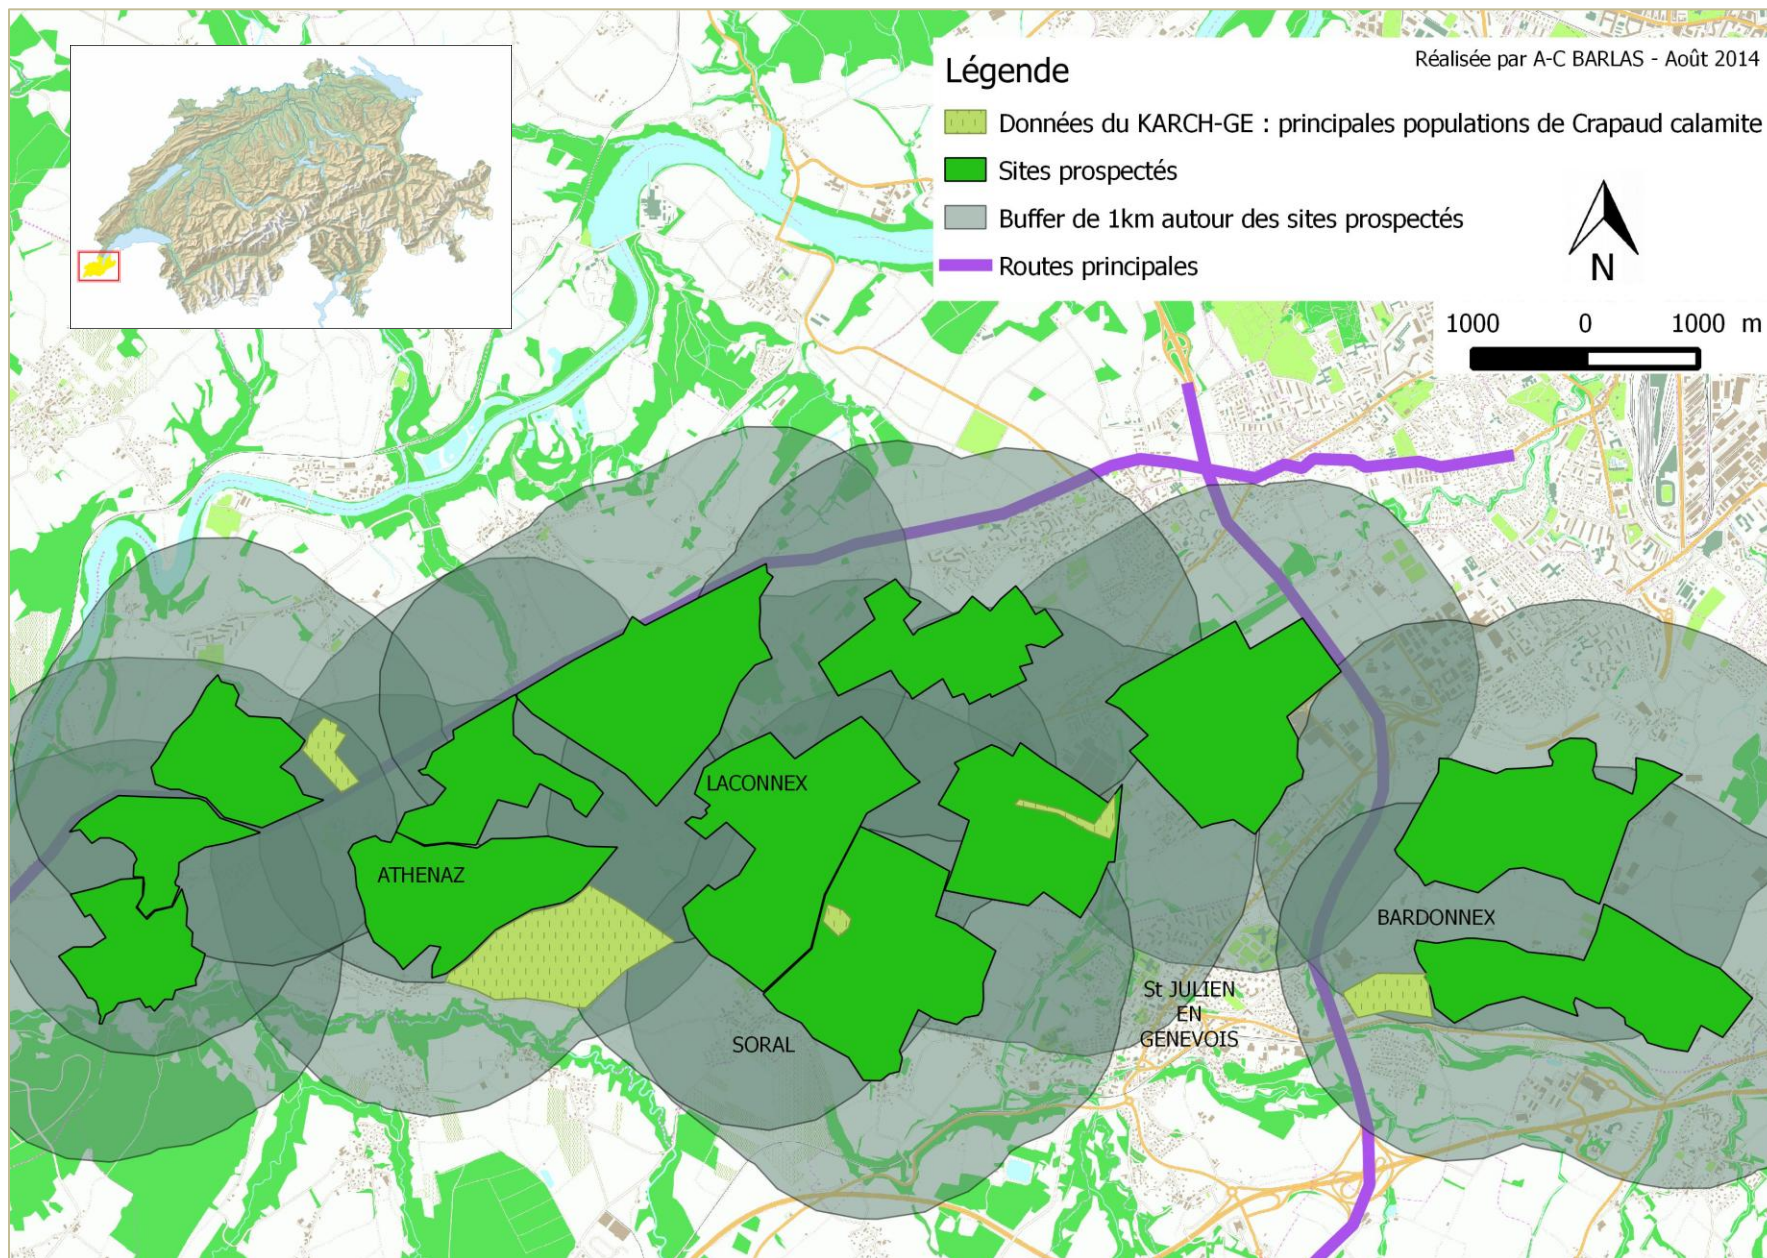 Réalisée par A-C BARLAS - Août 2014
Légende
Données du KARCH-GE : principales populations de Crapaud calamite
Sites prospectés
Buffer de 1km autour des sites prospectés
Routes principales
N
1000 0 1000 m
LACONNEX
ATHENAZ
BARDONNEX
SORAL
St JULIEN
EN
GENEVOIS